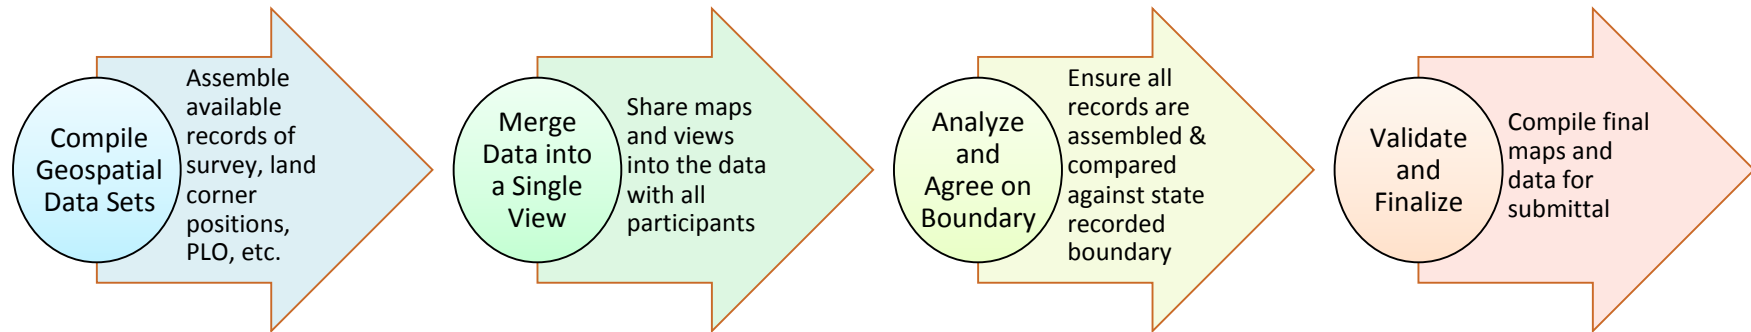 Compile
Geospatial
Data Sets
Assemble
available
records of
survey, land
corner
positions,
PLO, etc.
Merge
Data into
a Single
View
Share maps
and views
into the data
with all
participants
Analyze
and
Agree on
Boundary
Ensure all
records are
assembled &
compared
against state
recorded
boundary
Validate
and
Finalize
Compile final
maps and
data for
submittal